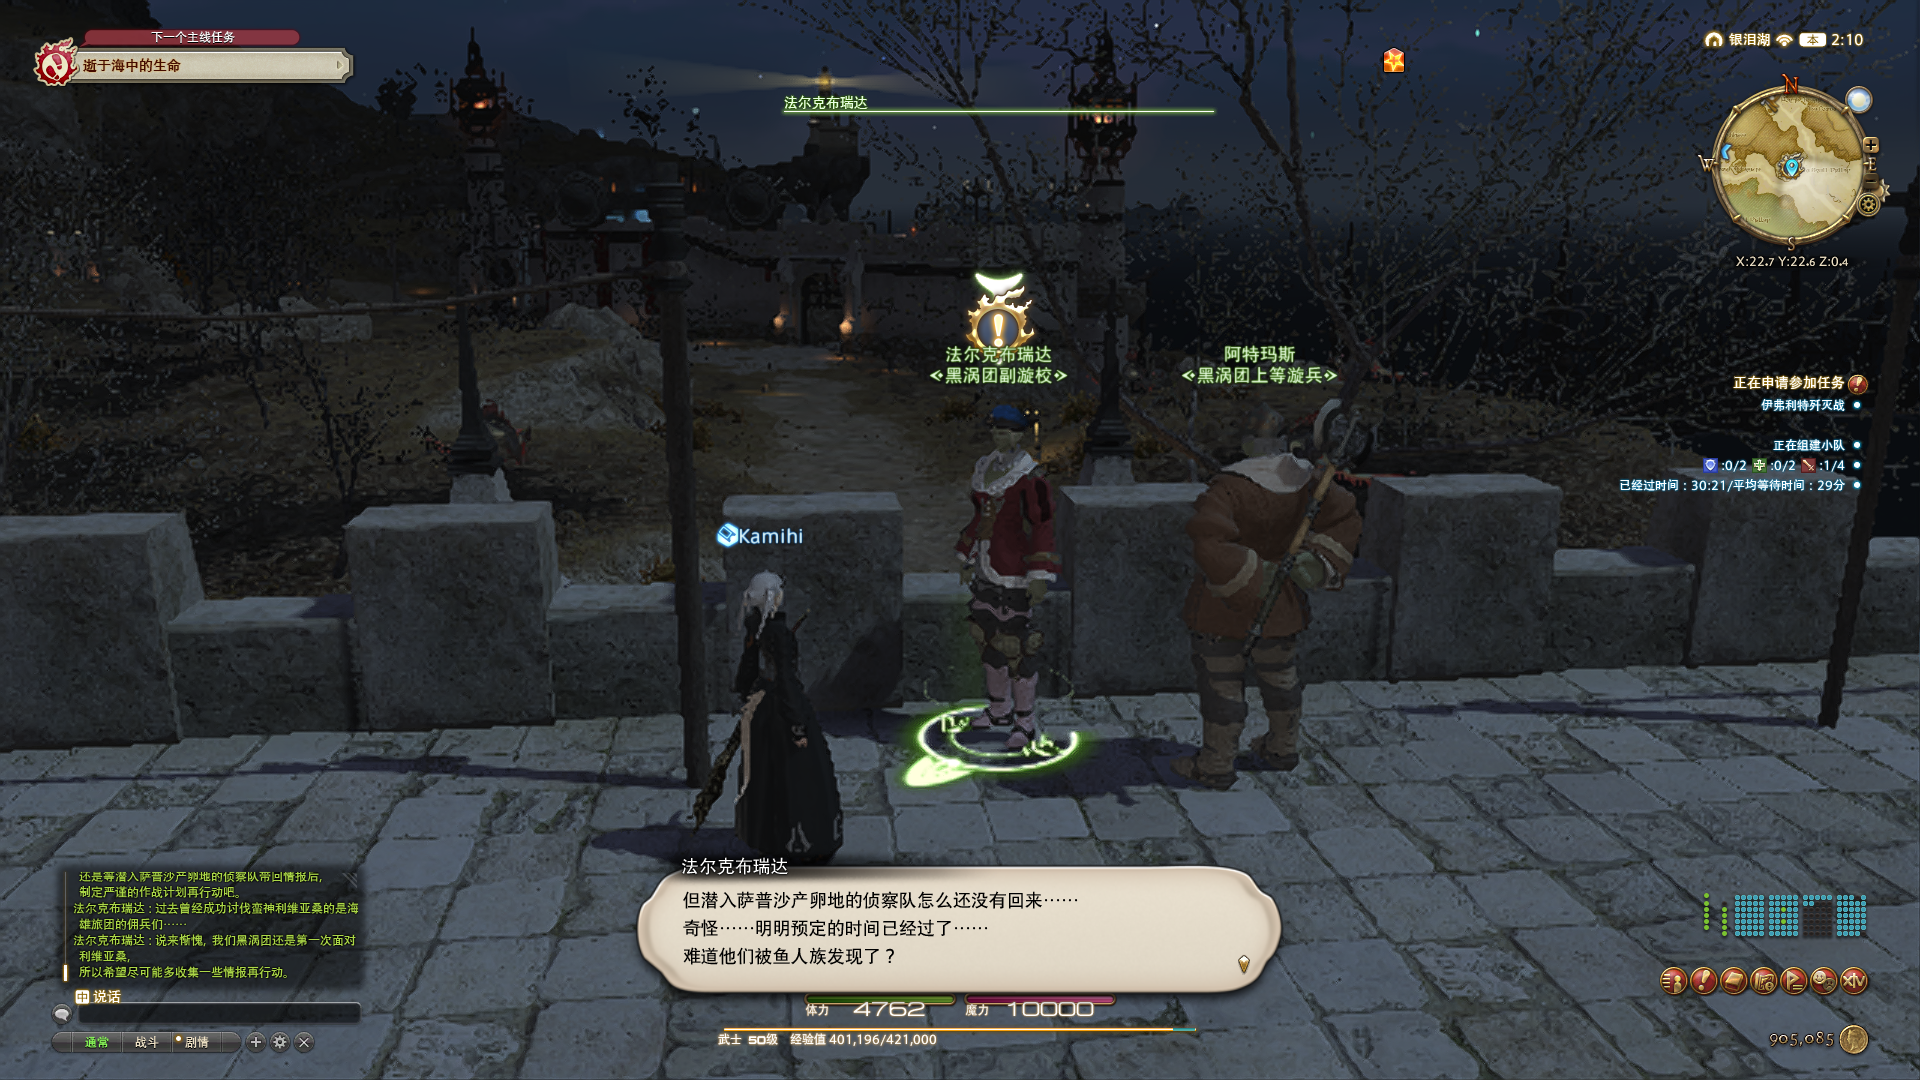 下一个主线任务
逝于海中的生命
法尔克布瑞达
银泪湖 本 2:10
N
W
E
S
X:22.7 Y:22.6 Z:0.4
法尔克布瑞达
<黑涡团副漩校>
阿特玛斯
<黑涡团上等漩兵>
正在申请参加任务
伊弗利特歼灭战
正在组建小队
:0/2 :0/2 :1/4
已经过时间：30:21/平均等待时间：29分
Kamihi
还是等潜入萨普沙产卵地的侦察队带回情报后，
制定严谨的作战计划再行动吧。
法尔克布瑞达：过去曾经成功讨伐蛮神利维亚桑的是海
雄旅团的佣兵们……
法尔克布瑞达：说来惭愧，我们黑涡团还是第一次面对
利维亚桑，
所以希望尽可能多收集一些情报再行动。
说话
通常 战斗 剧情
法尔克布瑞达
但潜入萨普沙产卵地的侦察队怎么还没有回来……
奇怪……明明预定的时间已经过了……
难道他们被鱼人族发现了？
体力 4762 魔力 10000
武士 50级 经验值 401,196/421,000
XIV
905,085